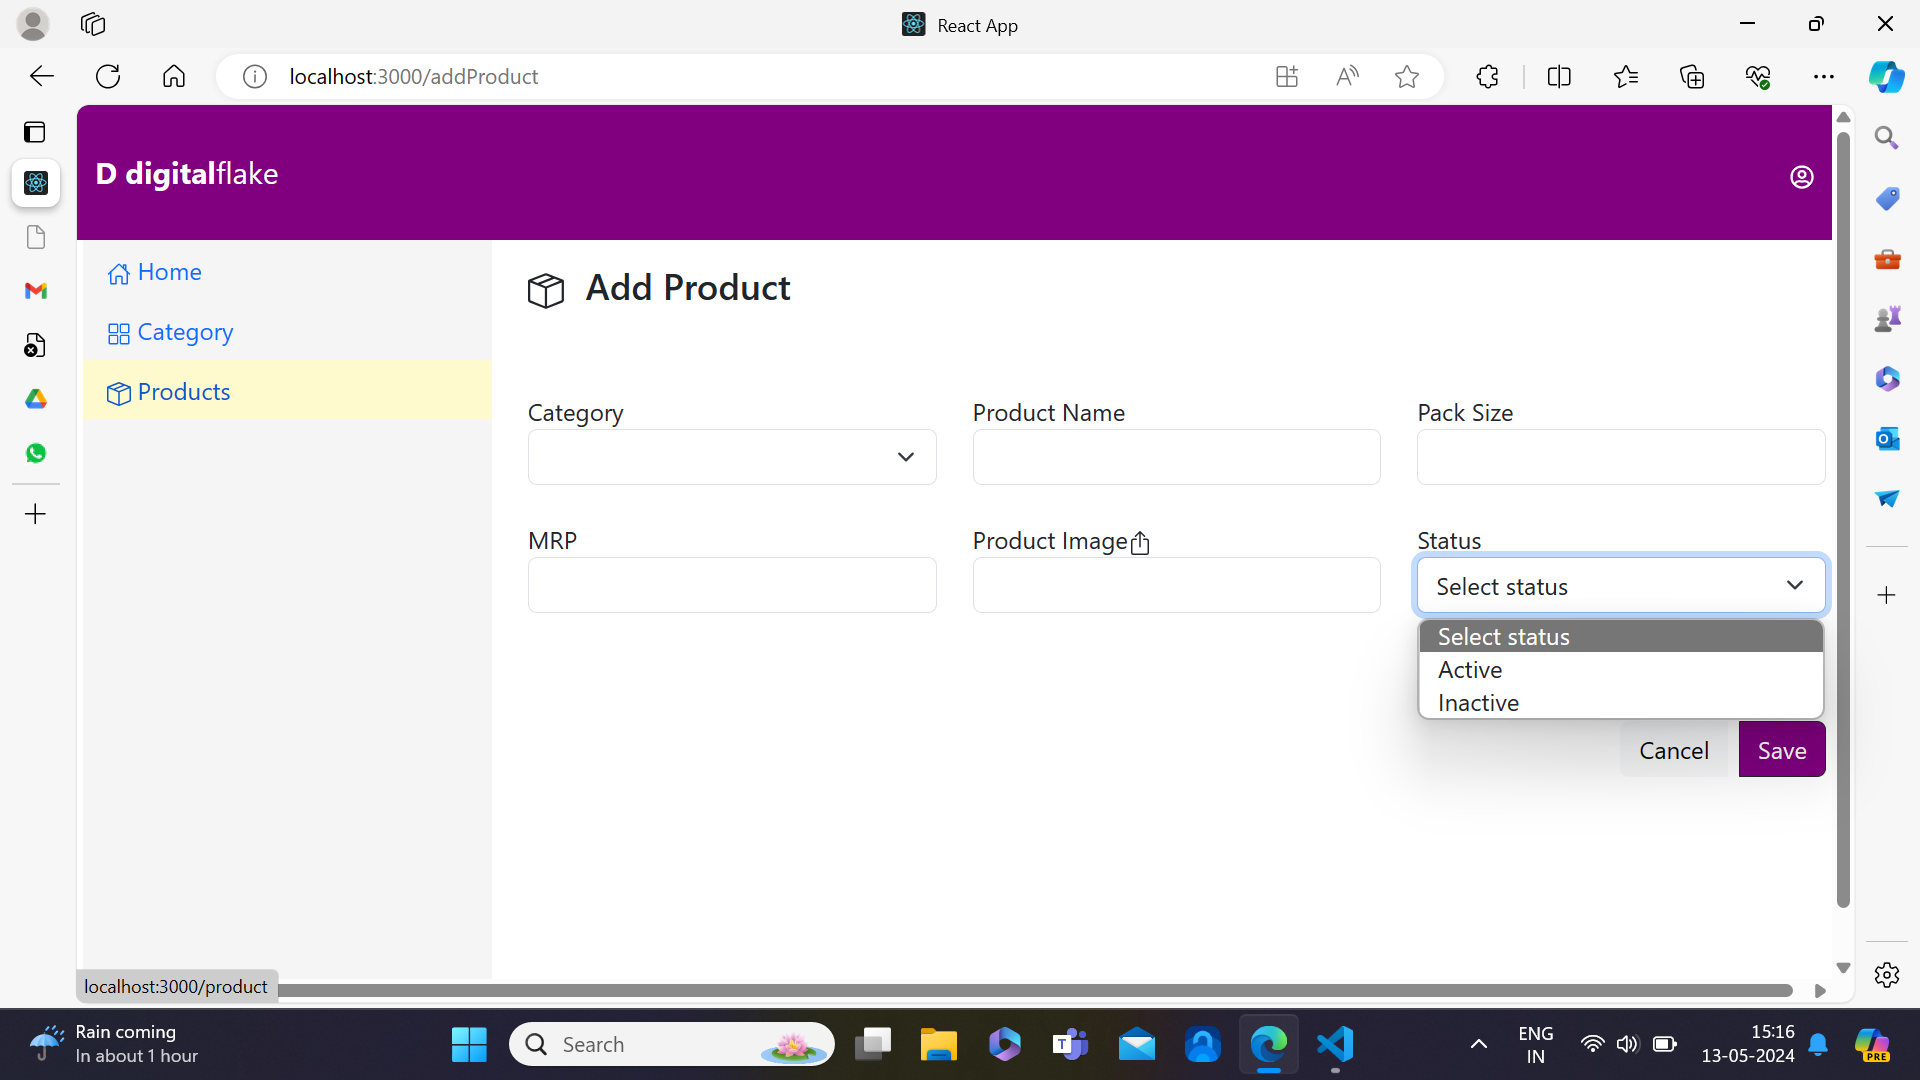 React App
localhost:3000/addProduct
D digitalflake
Home
Category
Products
Add Product
Category
Product Name
Pack Size
MRP
Product Image
Status
Select status
Select status
Active
Inactive
Cancel
Save
localhost:3000/product
Rain coming
In about 1 hour
Search
ENG
IN
15:16
13-05-2024
PRE